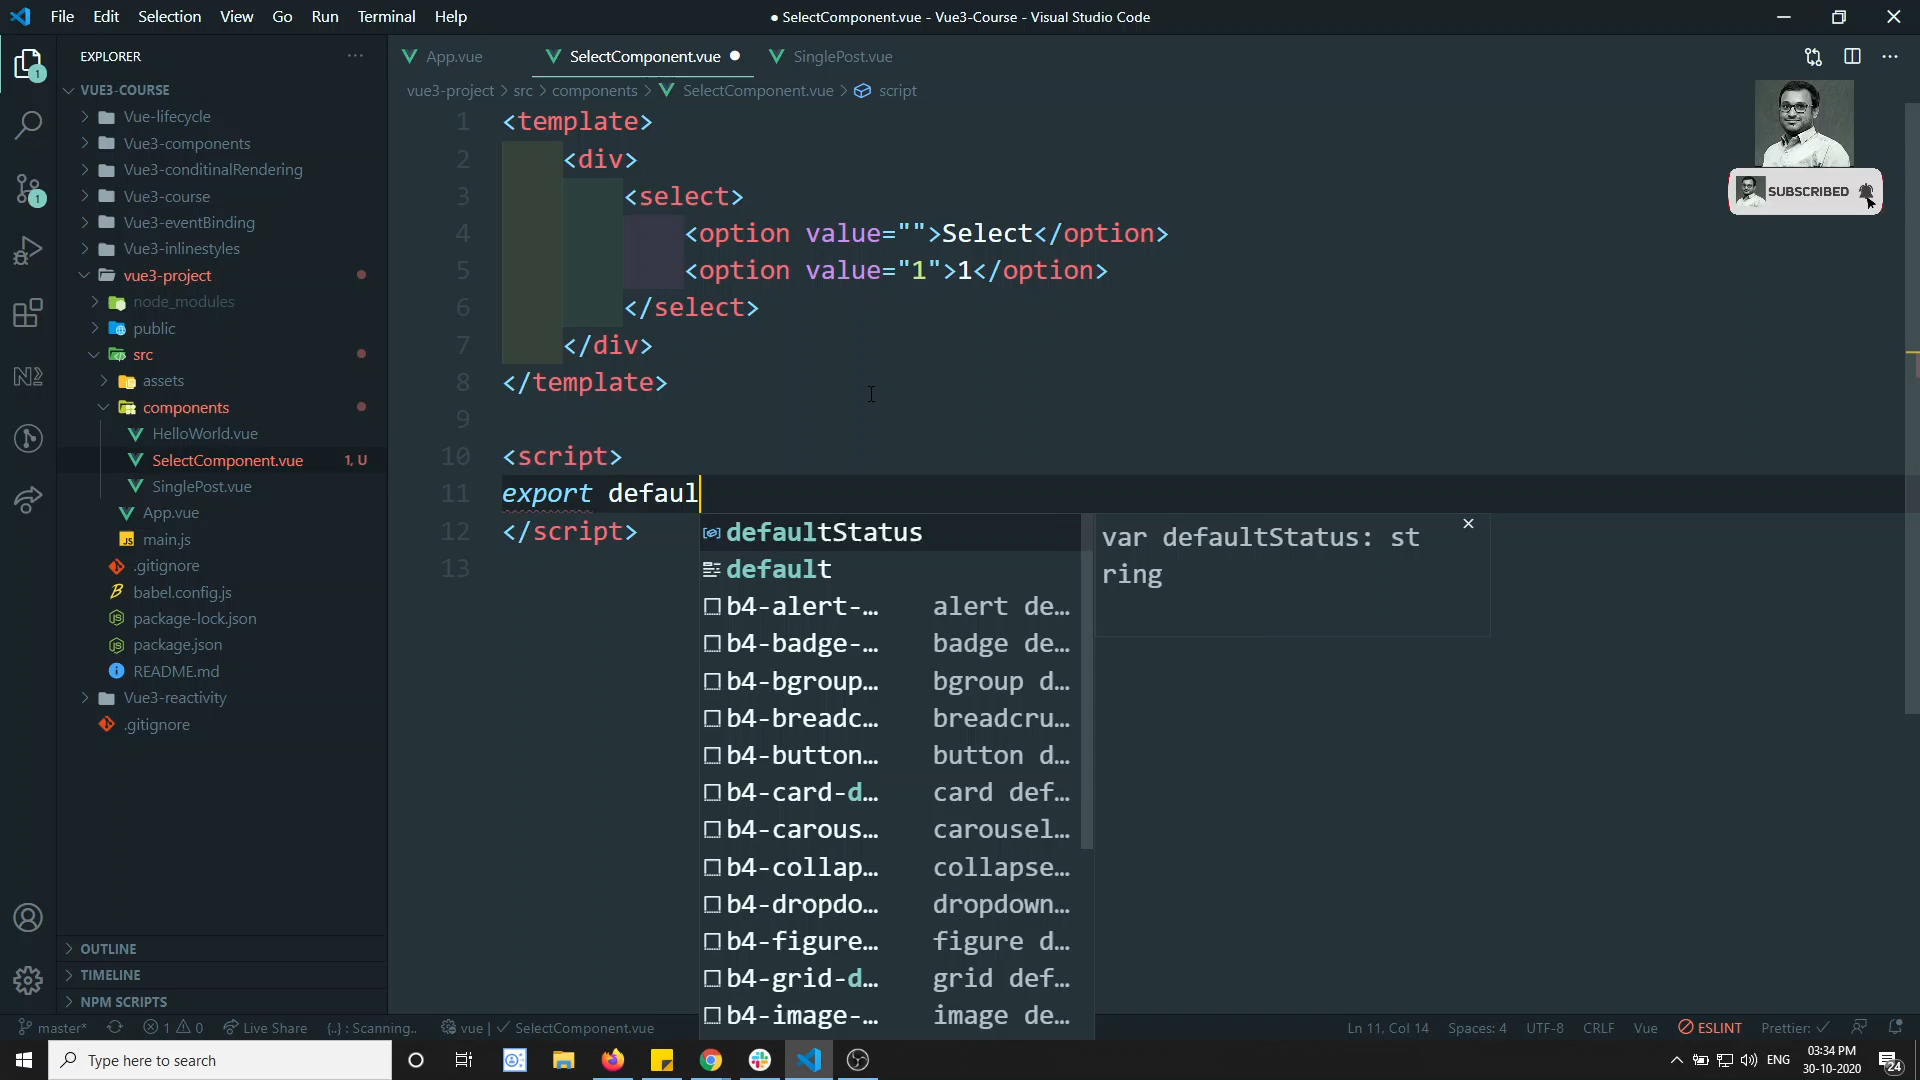 File Edit Selection View Go Run Terminal Help
● SelectComponent.vue - Vue3-Course - Visual Studio Code
EXPLORER
VUE3-COURSE
Vue-lifecycle
Vue3-components
Vue3-conditinalRendering
Vue3-course
Vue3-eventBinding
Vue3-inlinestyles
vue3-project
node_modules
public
src
assets
components
HelloWorld.vue
SelectComponent.vue 1, U
SinglePost.vue
App.vue
main.js
.gitignore
babel.config.js
package-lock.json
package.json
README.md
Vue3-reactivity
.gitignore
OUTLINE
TIMELINE
NPM SCRIPTS
App.vue SelectComponent.vue SinglePost.vue
vue3-project > src > components > SelectComponent.vue > script
SUBSCRIBED
1 <template>
2 <div>
3 <select>
4 <option value="">Select</option>
5 <option value="1">1</option>
6 </select>
7 </div>
8 </template>
9
10 <script>
11 export defaul
12 </script>
13
defaultStatus
default
b4-alert-… alert de…
b4-badge-… badge de…
b4-bgroup… bgroup d…
b4-breadc… breadcru…
b4-button… button d…
b4-card-d… card def…
b4-carous… carousel…
b4-collap… collapse…
b4-dropdo… dropdown…
b4-figure… figure d…
b4-grid-d… grid def…
b4-image-… image de…
var defaultStatus: st
ring
master* 1 0 Live Share {..} : Scanning.. vue | ✓ SelectComponent.vue
Ln 11, Col 14 Spaces: 4 UTF-8 CRLF Vue ESLINT Prettier: ✓
Type here to search
ENG
03:34 PM
30-10-2020
24